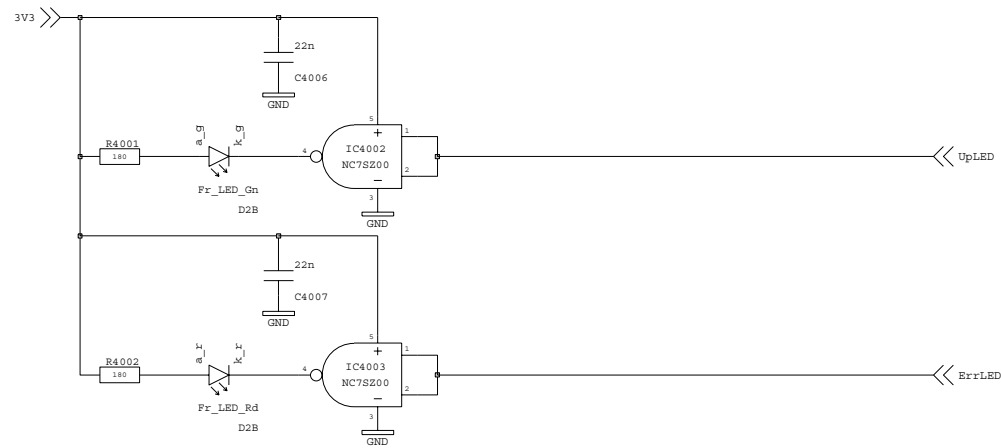 3V3
22n
C4006
GND
5
+
1
R4001
180
a_g
k_g
4
IC4002
NC7SZ00
2
UpLED
Fr_LED_Gn
3
D2B
GND
22n
C4007
GND
5
+
1
R4002
180
a_r
k_r
4
IC4003
NC7SZ00
2
ErrLED
Fr_LED_Rd
3
D2B
GND